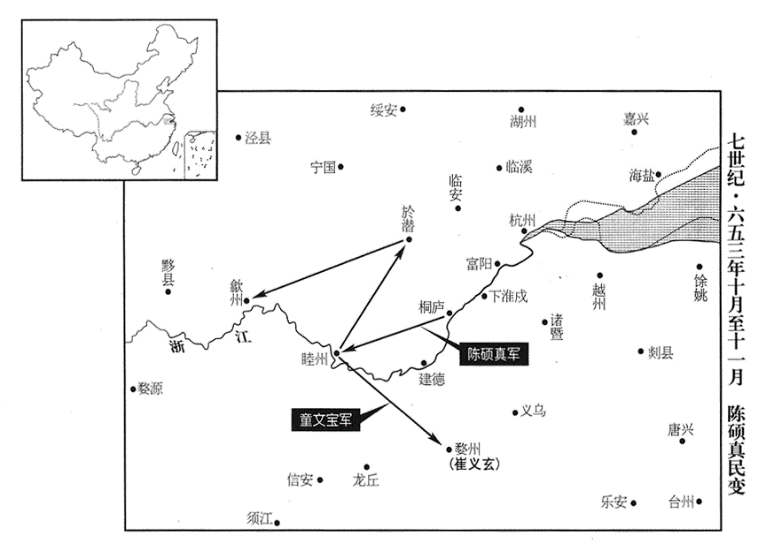 七世纪·六五三年十月至十一月 陈硕真民变
绥安
湖州
嘉兴
泾县
宁国
临溪
海盐
临安
於潜
杭州
富阳
黟县
歙州
下淮戍
越州
馀姚
桐庐
诸暨
浙江
睦州
陈硕真军
剡县
建德
婺源
童文宝军
义乌
唐兴
婺州
(崔义玄)
信安
龙丘
乐安
台州
须江